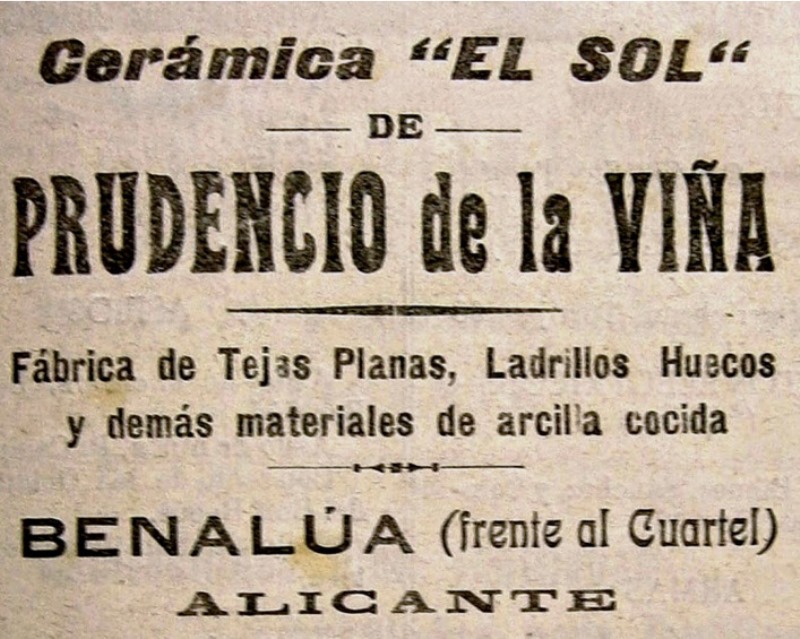 Cerámica “EL SOL“
DE
PRUDENCIO de la VIÑA
Fábrica de Tejas Planas, Ladrillos Huecos
y demás materiales de arcilla cocida
BENALÚA (frente al Cuartel)
ALICANTE